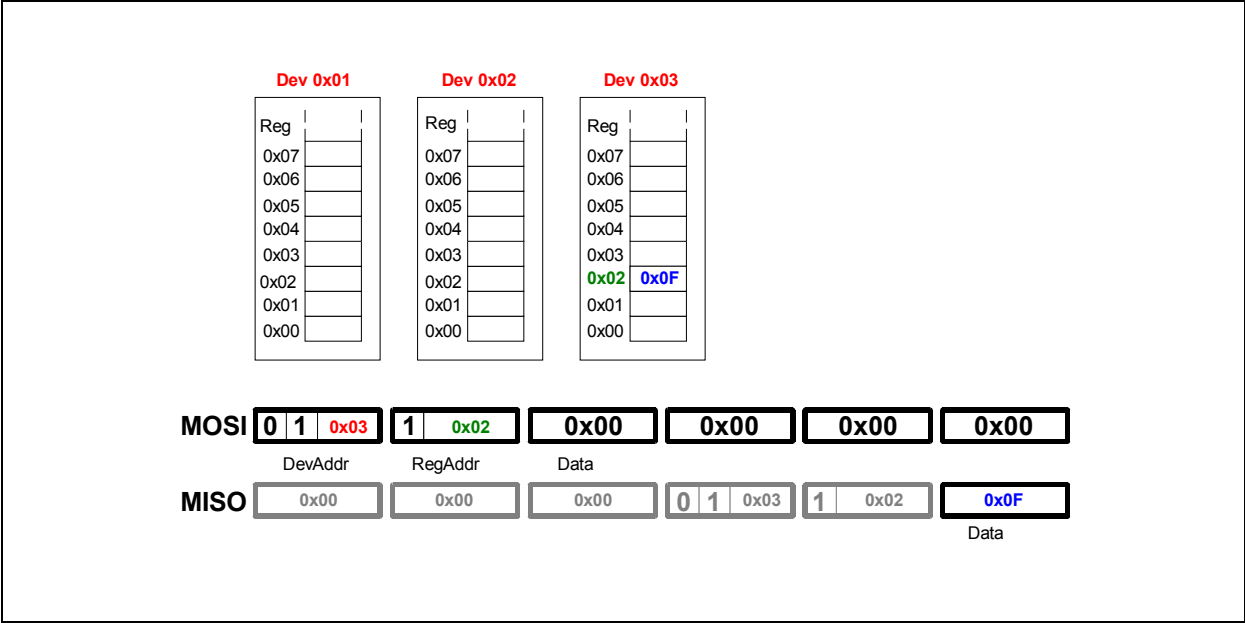 Dev 0x01 Dev 0x02 Dev 0x03
Reg Reg Reg
0x07 0x07 0x07
0x06 0x06 0x06
0x05 0x05 0x05
0x04 0x04 0x04
0x03 0x03 0x03
0x02 0x02 0x02 0x0F
0x01 0x01 0x01
0x00 0x00 0x00
MOSI 0 1 0x03 1 0x02 0x00 0x00 0x00 0x00
DevAddr RegAddr Data
MISO 0x00 0x00 0x00 0 1 0x03 1 0x02 0x0F
Data